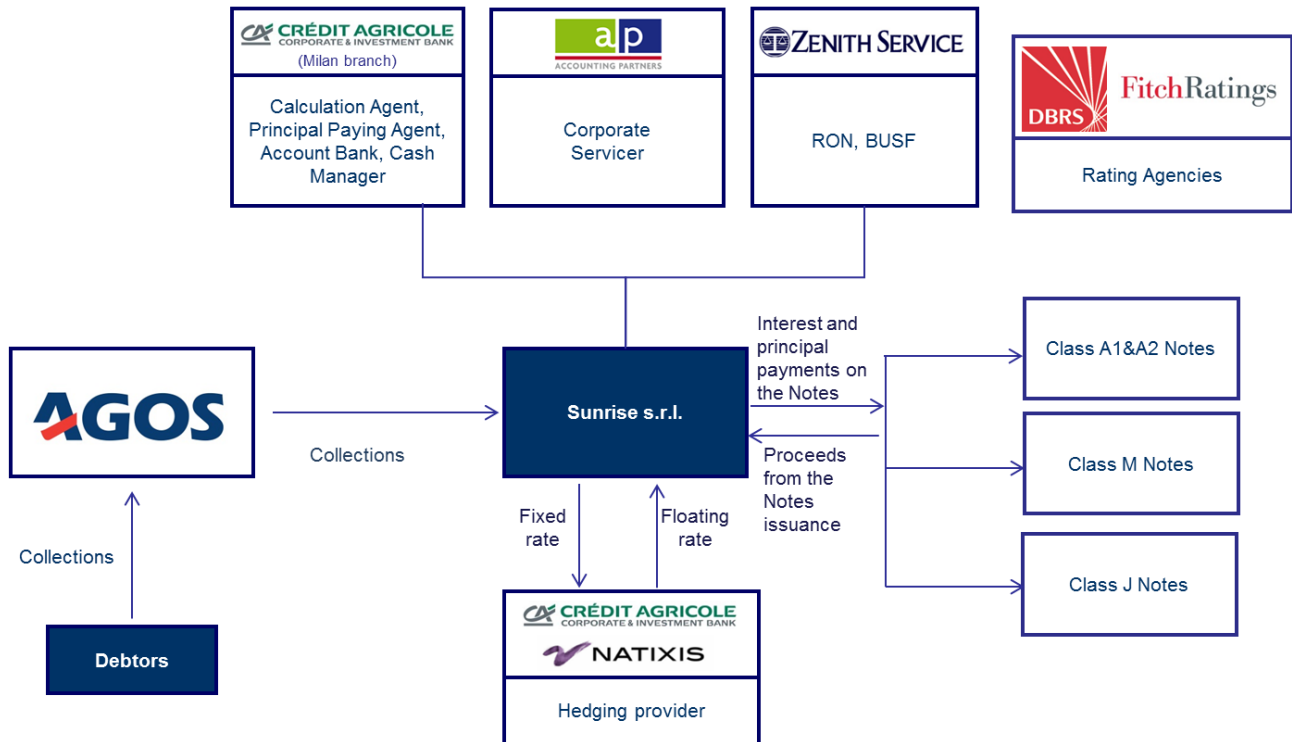 CRÉDIT AGRICOLE
CORPORATE & INVESTMENT BANK
(Milan branch)
Calculation Agent,
Principal Paying Agent,
Account Bank, Cash
Manager
a p
ACCOUNTING PARTNERS
Corporate
Servicer
ZENITH SERVICE
RON, BUSF
DBRS
FitchRatings
Rating Agencies
AGOS
Collections
Sunrise s.r.l.
Interest and
principal
payments on
the Notes
Proceeds
from the
Notes
issuance
Class A1&A2 Notes
Class M Notes
Class J Notes
Collections
Debtors
Fixed
rate
Floating
rate
CRÉDIT AGRICOLE
CORPORATE & INVESTMENT BANK
NATIXIS
Hedging provider